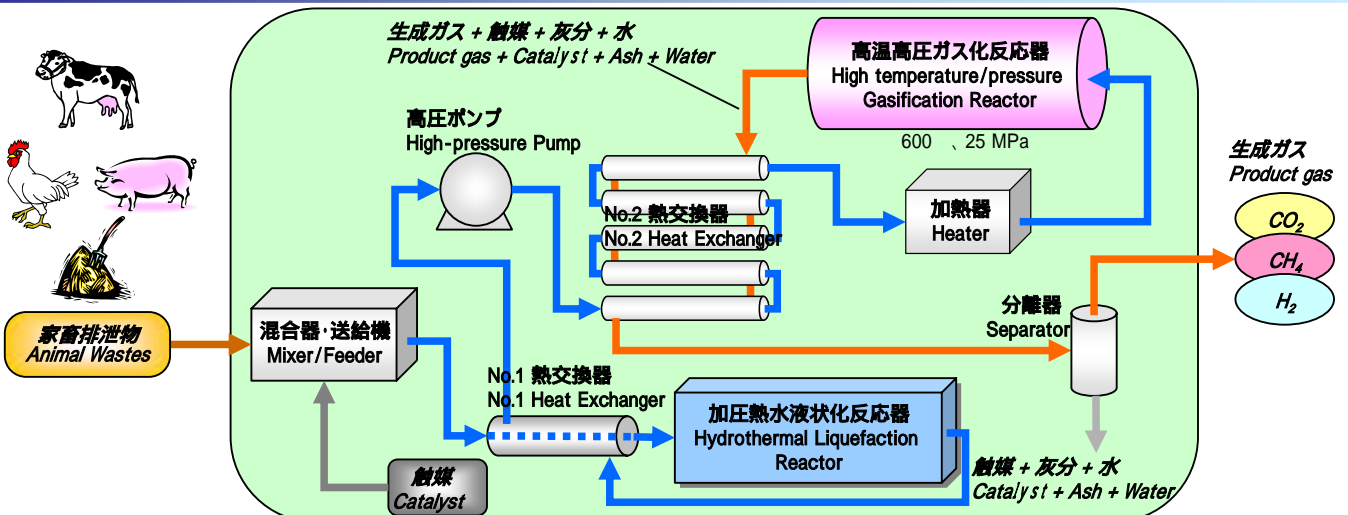 生成ガス + 触媒 + 灰分 + 水
Product gas + Catalyst + Ash + Water
高温高圧ガス化反応器
High temperature/pressure
Gasification Reactor
600 、25 MPa
高圧ポンプ
High-pressure Pump
No.2 熱交換器
No.2 Heat Exchanger
加熱器
Heater
生成ガス
Product gas
CO₂
CH₄
H₂
家畜排泄物
Animal Wastes
混合器·送給機
Mixer/Feeder
分離器
Separator
No.1 熱交換器
No.1 Heat Exchanger
加圧熱水液状化反応器
Hydrothermal Liquefaction
Reactor
触媒
Catalyst
触媒 + 灰分 + 水
Catalyst + Ash + Water